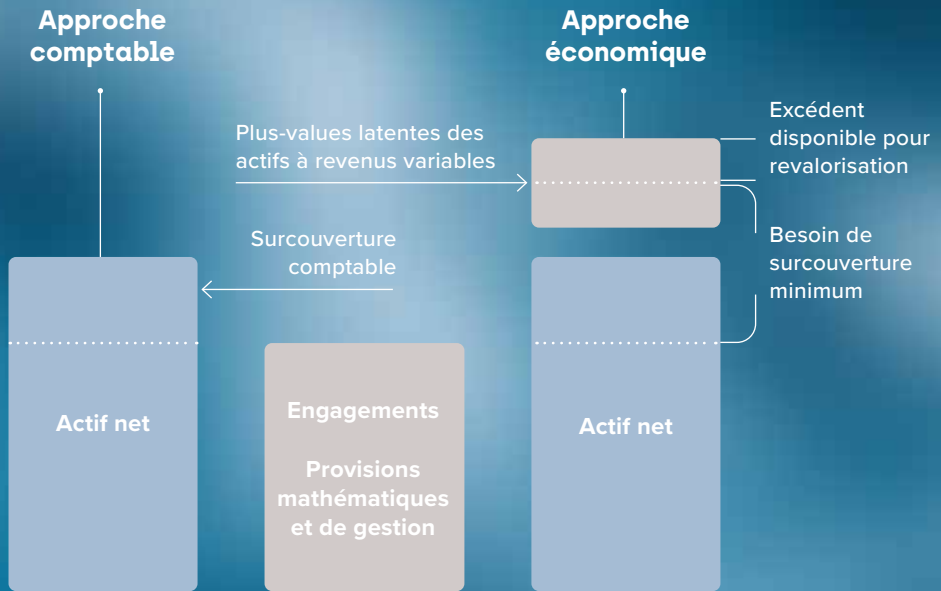 Approche
comptable
Approche
économique
Plus-values latentes des
actifs à revenus variables
Excédent
disponible pour
revalorisation
Surcouverture
comptable
Besoin de
surcouverture
minimum
Actif net
Engagements
Provisions
mathématiques
et de gestion
Actif net